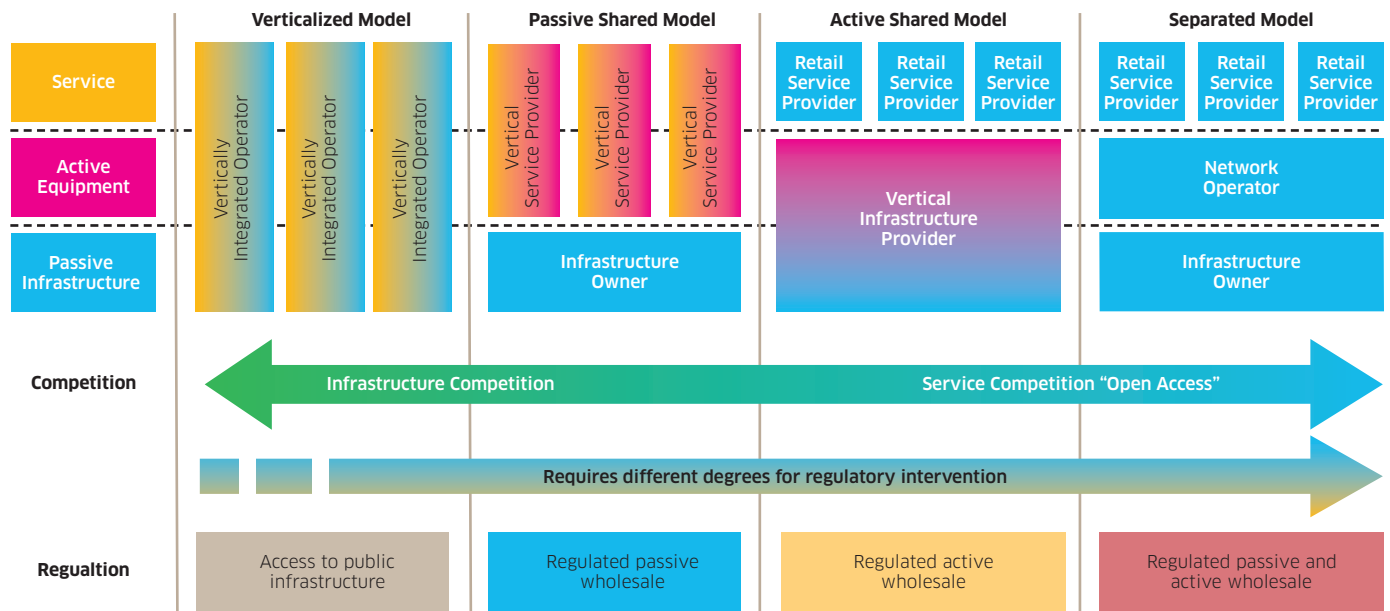 Verticalized Model
Passive Shared Model
Active Shared Model
Separated Model
Service
Vertically
Integrated Operator
Vertically
Integrated Operator
Vertically
Integrated Operator
Vertical
Service Provider
Vertical
Service Provider
Vertical
Service Provider
Retail
Service
Provider
Retail
Service
Provider
Retail
Service
Provider
Retail
Service
Provider
Retail
Service
Provider
Retail
Service
Provider
Active
Equipment
Vertical
Infrastructure
Provider
Network
Operator
Passive
Infrastructure
Infrastructure
Owner
Infrastructure
Owner
Competition
Infrastructure Competition
Service Competition “Open Access”
Requires different degrees for regulatory intervention
Regualtion
Access to public
infrastructure
Regulated passive
wholesale
Regulated active
wholesale
Regulated passive and
active wholesale